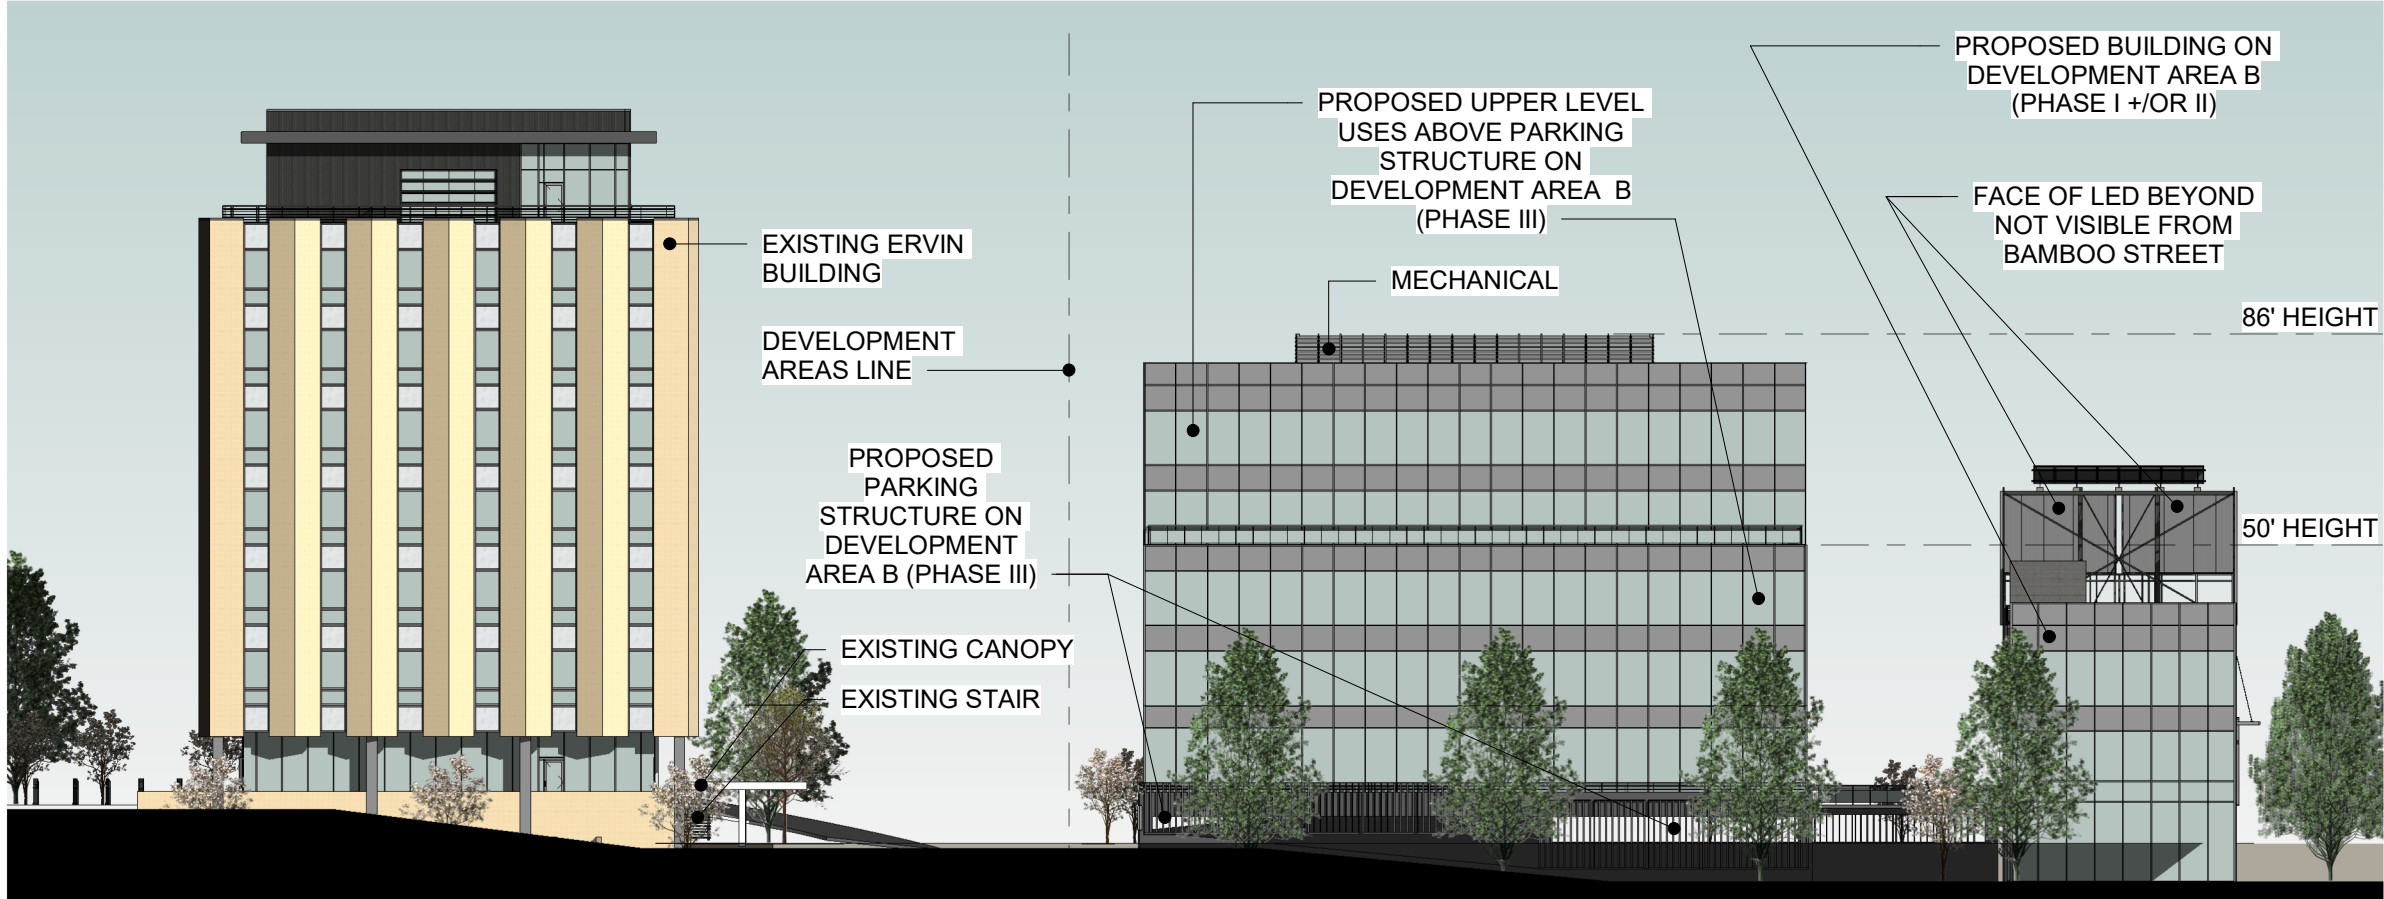 PROPOSED BUILDING ON
DEVELOPMENT AREA B
(PHASE I +/OR II)
PROPOSED UPPER LEVEL
USES ABOVE PARKING
STRUCTURE ON
DEVELOPMENT AREA B
(PHASE III)
FACE OF LED BEYOND
NOT VISIBLE FROM
BAMBOO STREET
EXISTING ERVIN
BUILDING
MECHANICAL
86' HEIGHT
DEVELOPMENT
AREAS LINE
PROPOSED
PARKING
STRUCTURE ON
DEVELOPMENT
AREA B (PHASE III)
50' HEIGHT
EXISTING CANOPY
EXISTING STAIR